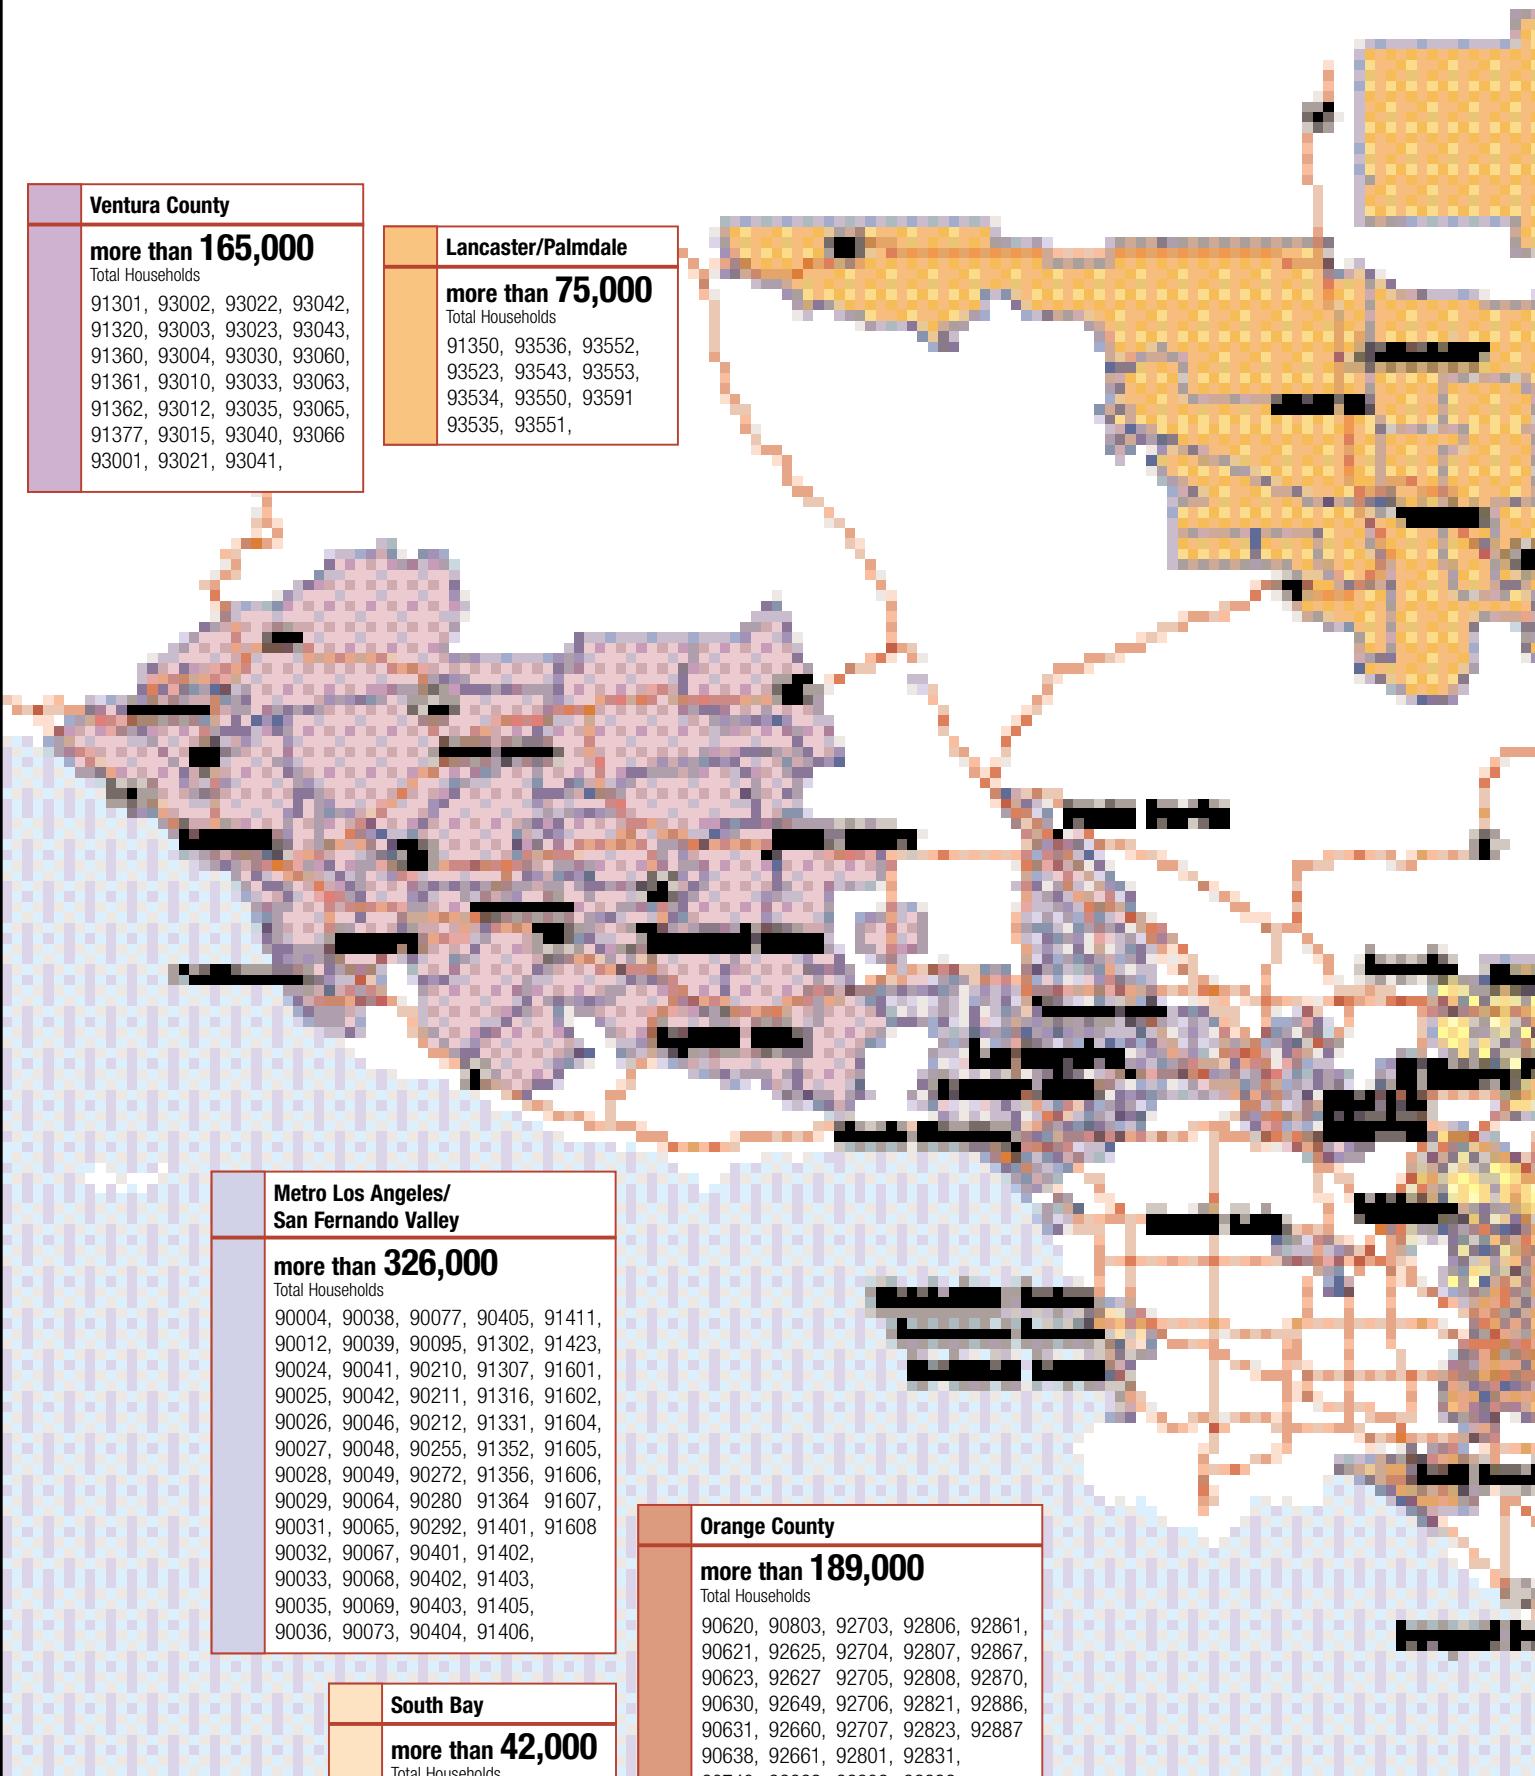 Ventura County
more than 165,000
Total Households
91301, 93002, 93022, 93042,
91320, 93003, 93023, 93043,
91360, 93004, 93030, 93060,
91361, 93010, 93033, 93063,
91362, 93012, 93035, 93065,
91377, 93015, 93040, 93066
93001, 93021, 93041,
Lancaster/Palmdale
more than 75,000
Total Households
91350, 93536, 93552,
93523, 93543, 93553,
93534, 93550, 93591
93535, 93551,
Metro Los Angeles/
San Fernando Valley
more than 326,000
Total Households
90004, 90038, 90077, 90405, 91411,
90012, 90039, 90095, 91302, 91423,
90024, 90041, 90210, 91307, 91601,
90025, 90042, 90211, 91316, 91602,
90026, 90046, 90212, 91331, 91604,
90027, 90048, 90255, 91352, 91605,
90028, 90049, 90272, 91356, 91606,
90029, 90064, 90280 91364 91607,
90031, 90065, 90292, 91401, 91608
90032, 90067, 90401, 91402,
90033, 90068, 90402, 91403,
90035, 90069, 90403, 91405,
90036, 90073, 90404, 91406,
Orange County
more than 189,000
Total Households
90620, 90803, 92703, 92806, 92861,
90621, 92625, 92704, 92807, 92867,
90623, 92627 92705, 92808, 92870,
90630, 92649, 92706, 92821, 92886,
90631, 92660, 92707, 92823, 92887
90638, 92661, 92801, 92831,
South Bay
more than 42,000
Total Households